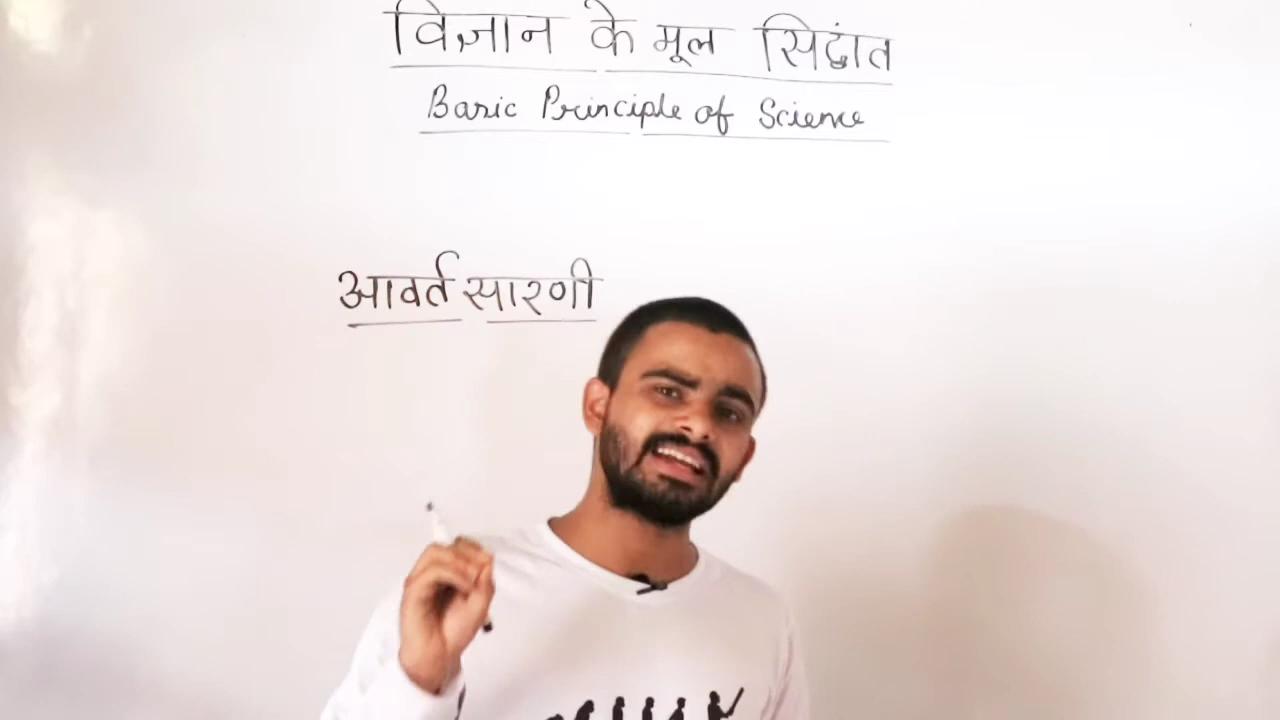 विज्ञान के मूल सिद्धांत
Basic Principle of Science
आवर्त सारणी